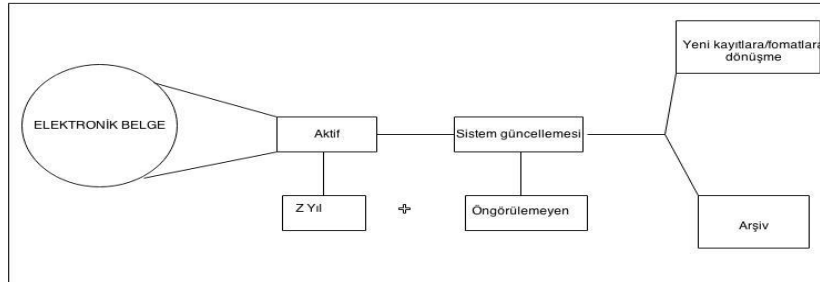 Yeni kayıtlara/fomatlara
dönüşme
ELEKTRONİK BELGE
Aktif
Sistem güncellemesi
Z Yıl
Öngörülemeyen
Arşiv